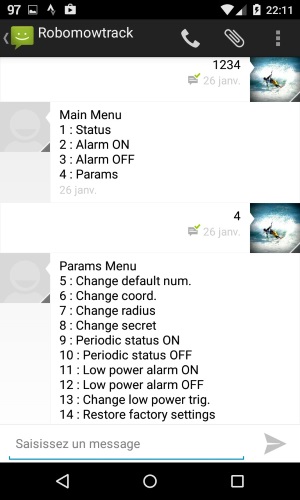 97 22:11
Robomowtrack
1234
26 janv.
Main Menu
1 : Status
2 : Alarm ON
3 : Alarm OFF
4 : Params
26 janv.
4
26 janv.
Params Menu
5 : Change default num.
6 : Change coord.
7 : Change radius
8 : Change secret
9 : Periodic status ON
10 : Periodic status OFF
11 : Low power alarm ON
12 : Low power alarm OFF
13 : Change low power trig.
14 : Restore factory settings
Saisissez un message